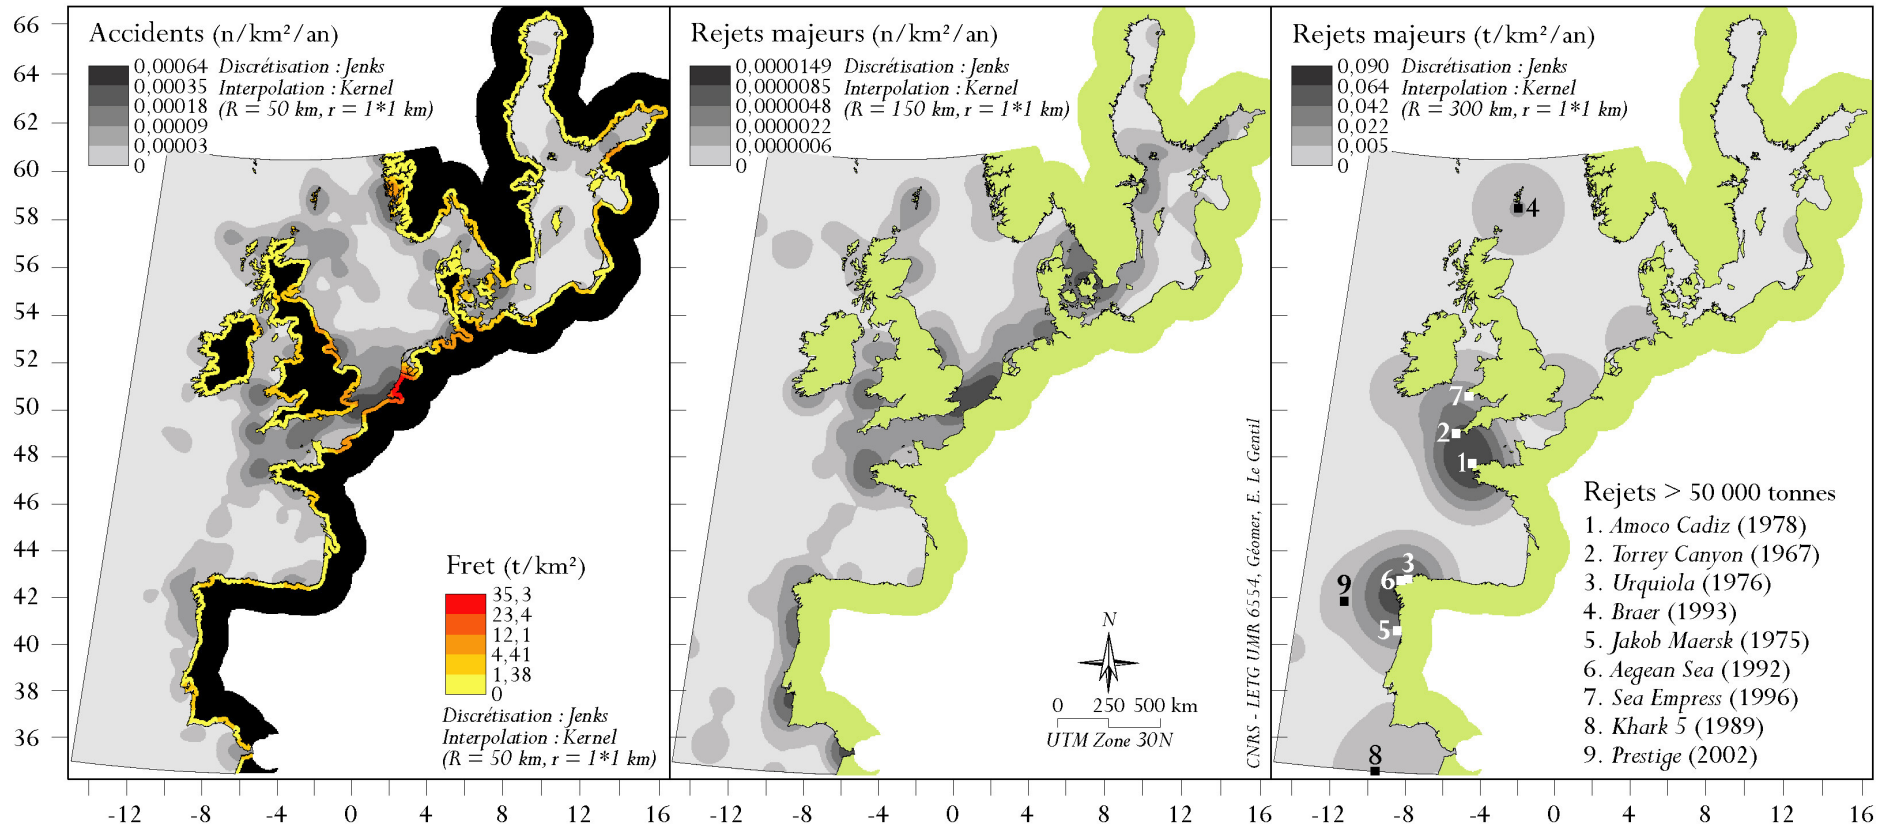 Accidents (n/km²/an)
0,00064
0,00035
0,00018
0,00009
0,00003
0
Discrétisation : Jenks
Interpolation : Kernel
(R = 50 km, r = 1*1 km)
Fret (t/km²)
35,3
23,4
12,1
4,41
1,38
0
Discrétisation : Jenks
Interpolation : Kernel
(R = 50 km, r = 1*1 km)
Rejets majeurs (n/km²/an)
0,0000149
0,0000085
0,0000048
0,0000022
0,0000006
0
Discrétisation : Jenks
Interpolation : Kernel
(R = 150 km, r = 1*1 km)
N
0 250 500 km
UTM Zone 30N
CNRS - LETG UMR 6554, Géomer, E. Le Gentil
Rejets majeurs (t/km²/an)
0,090
0,064
0,042
0,022
0,005
0
Discrétisation : Jenks
Interpolation : Kernel
(R = 300 km, r = 1*1 km)
4
7
2
1
3
6
9
5
8
Rejets > 50 000 tonnes
1. Amoco Cadiz (1978)
2. Torrey Canyon (1967)
3. Urquiola (1976)
4. Braer (1993)
5. Jakob Maersk (1975)
6. Aegean Sea (1992)
7. Sea Empress (1996)
8. Khark 5 (1989)
9. Prestige (2002)
66
64
62
60
58
56
54
52
50
48
46
44
42
40
38
36
-12 -8 -4 0 4 8 12 16
-12 -8 -4 0 4 8 12 16
-12 -8 -4 0 4 8 12 16